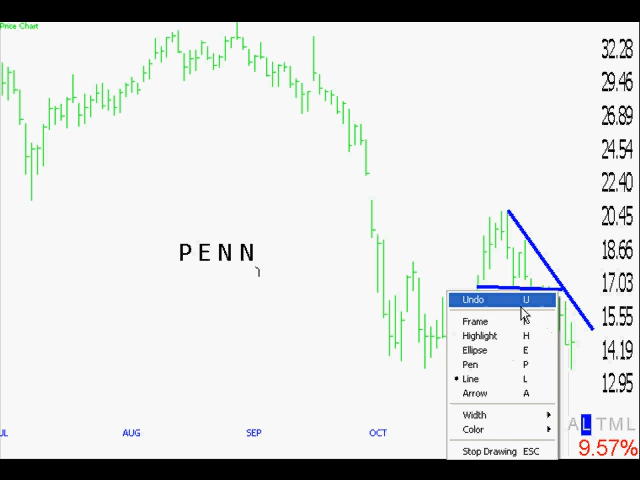 Price Chart
32.28
29.46
26.89
24.54
22.40
20.45
18.66
17.03
15.55
14.19
12.95
PENN
Undo U
Frame
Highlight H
Ellipse E
Pen P
Line L
Arrow A
Width
Color
Stop Drawing ESC
UL AUG SEP OCT
A L T M L
9.57%